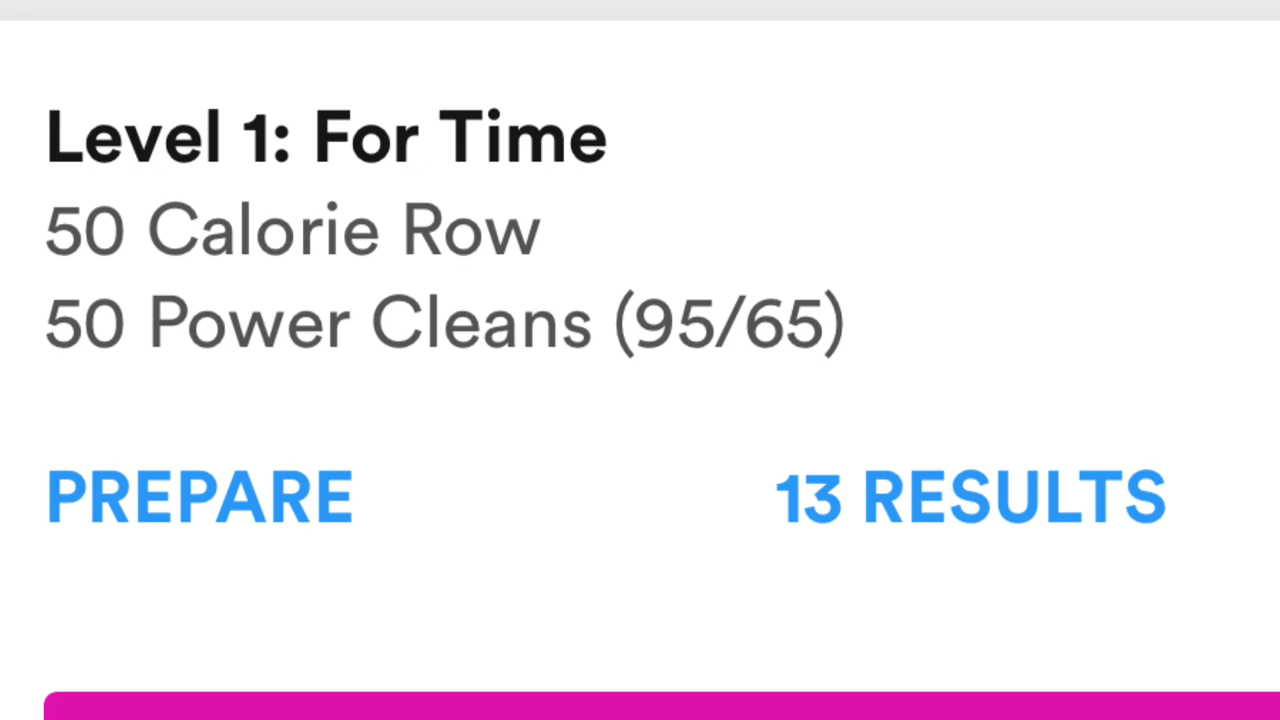 Level 1: For Time
50 Calorie Row
50 Power Cleans (95/65)
PREPARE
13 RESULTS